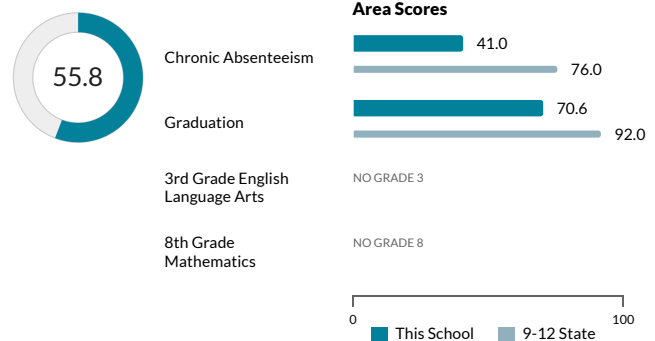 Area Scores
55.8
Chronic Absenteeism
41.0
76.0
Graduation
70.6
92.0
3rd Grade English
Language Arts
NO GRADE 3
8th Grade
Mathematics
NO GRADE 8
0
100
This School
9-12 State